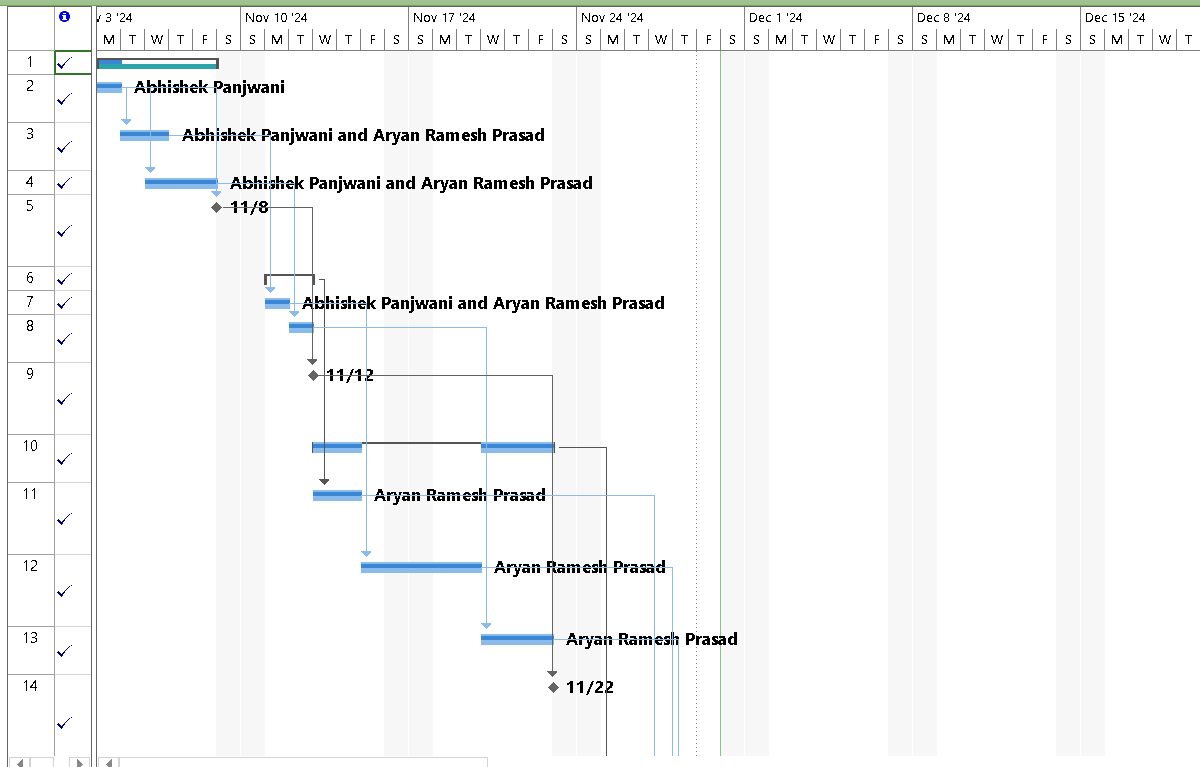 v 3 '24 Nov 10 '24 Nov 17 '24 Nov 24 '24 Dec 1 '24 Dec 8 '24 Dec 15 '24
M T W T F S S M T W T F S S M T W T F S S M T W T F S S M T W T F S S M T W T F S S M T W T
1
2 Abhishek Panjwani
3 Abhishek Panjwani and Aryan Ramesh Prasad
4 Abhishek Panjwani and Aryan Ramesh Prasad
5 11/8
6
7 Abhishek Panjwani and Aryan Ramesh Prasad
8
9 11/12
10
11 Aryan Ramesh Prasad
12 Aryan Ramesh Prasad
13 Aryan Ramesh Prasad
14 11/22